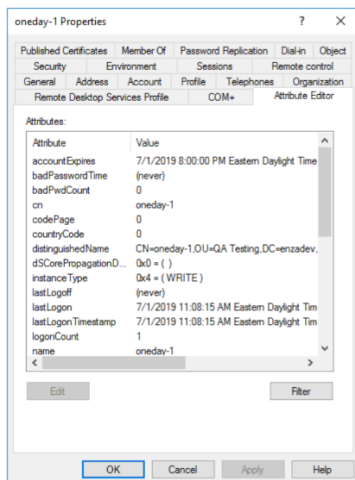 oneday-1 Properties
Published Certificates Member Of Password Replication Dial-in Object
Security Environment Sessions Remote control
General Address Account Profile Telephones Organization
Remote Desktop Services Profile COM+ Attribute Editor
Attributes:
Attribute Value
accountExpires 7/1/2019 8:00:00 PM Eastern Daylight Time
badPasswordTime (never)
badPwdCount 0
cn oneday-1
codePage 0
countryCode 0
distinguishedName CN=oneday-1,OU=QA Testing,DC=enzadev,
dSCorePropagationD... 0x0 = ( )
instanceType 0x4 = ( WRITE )
lastLogoff (never)
lastLogon 7/1/2019 11:08:15 AM Eastern Daylight Tim
lastLogonTimestamp 7/1/2019 11:08:15 AM Eastern Daylight Tim
logonCount 1
name oneday-1
Edit Filter
OK Cancel Apply Help